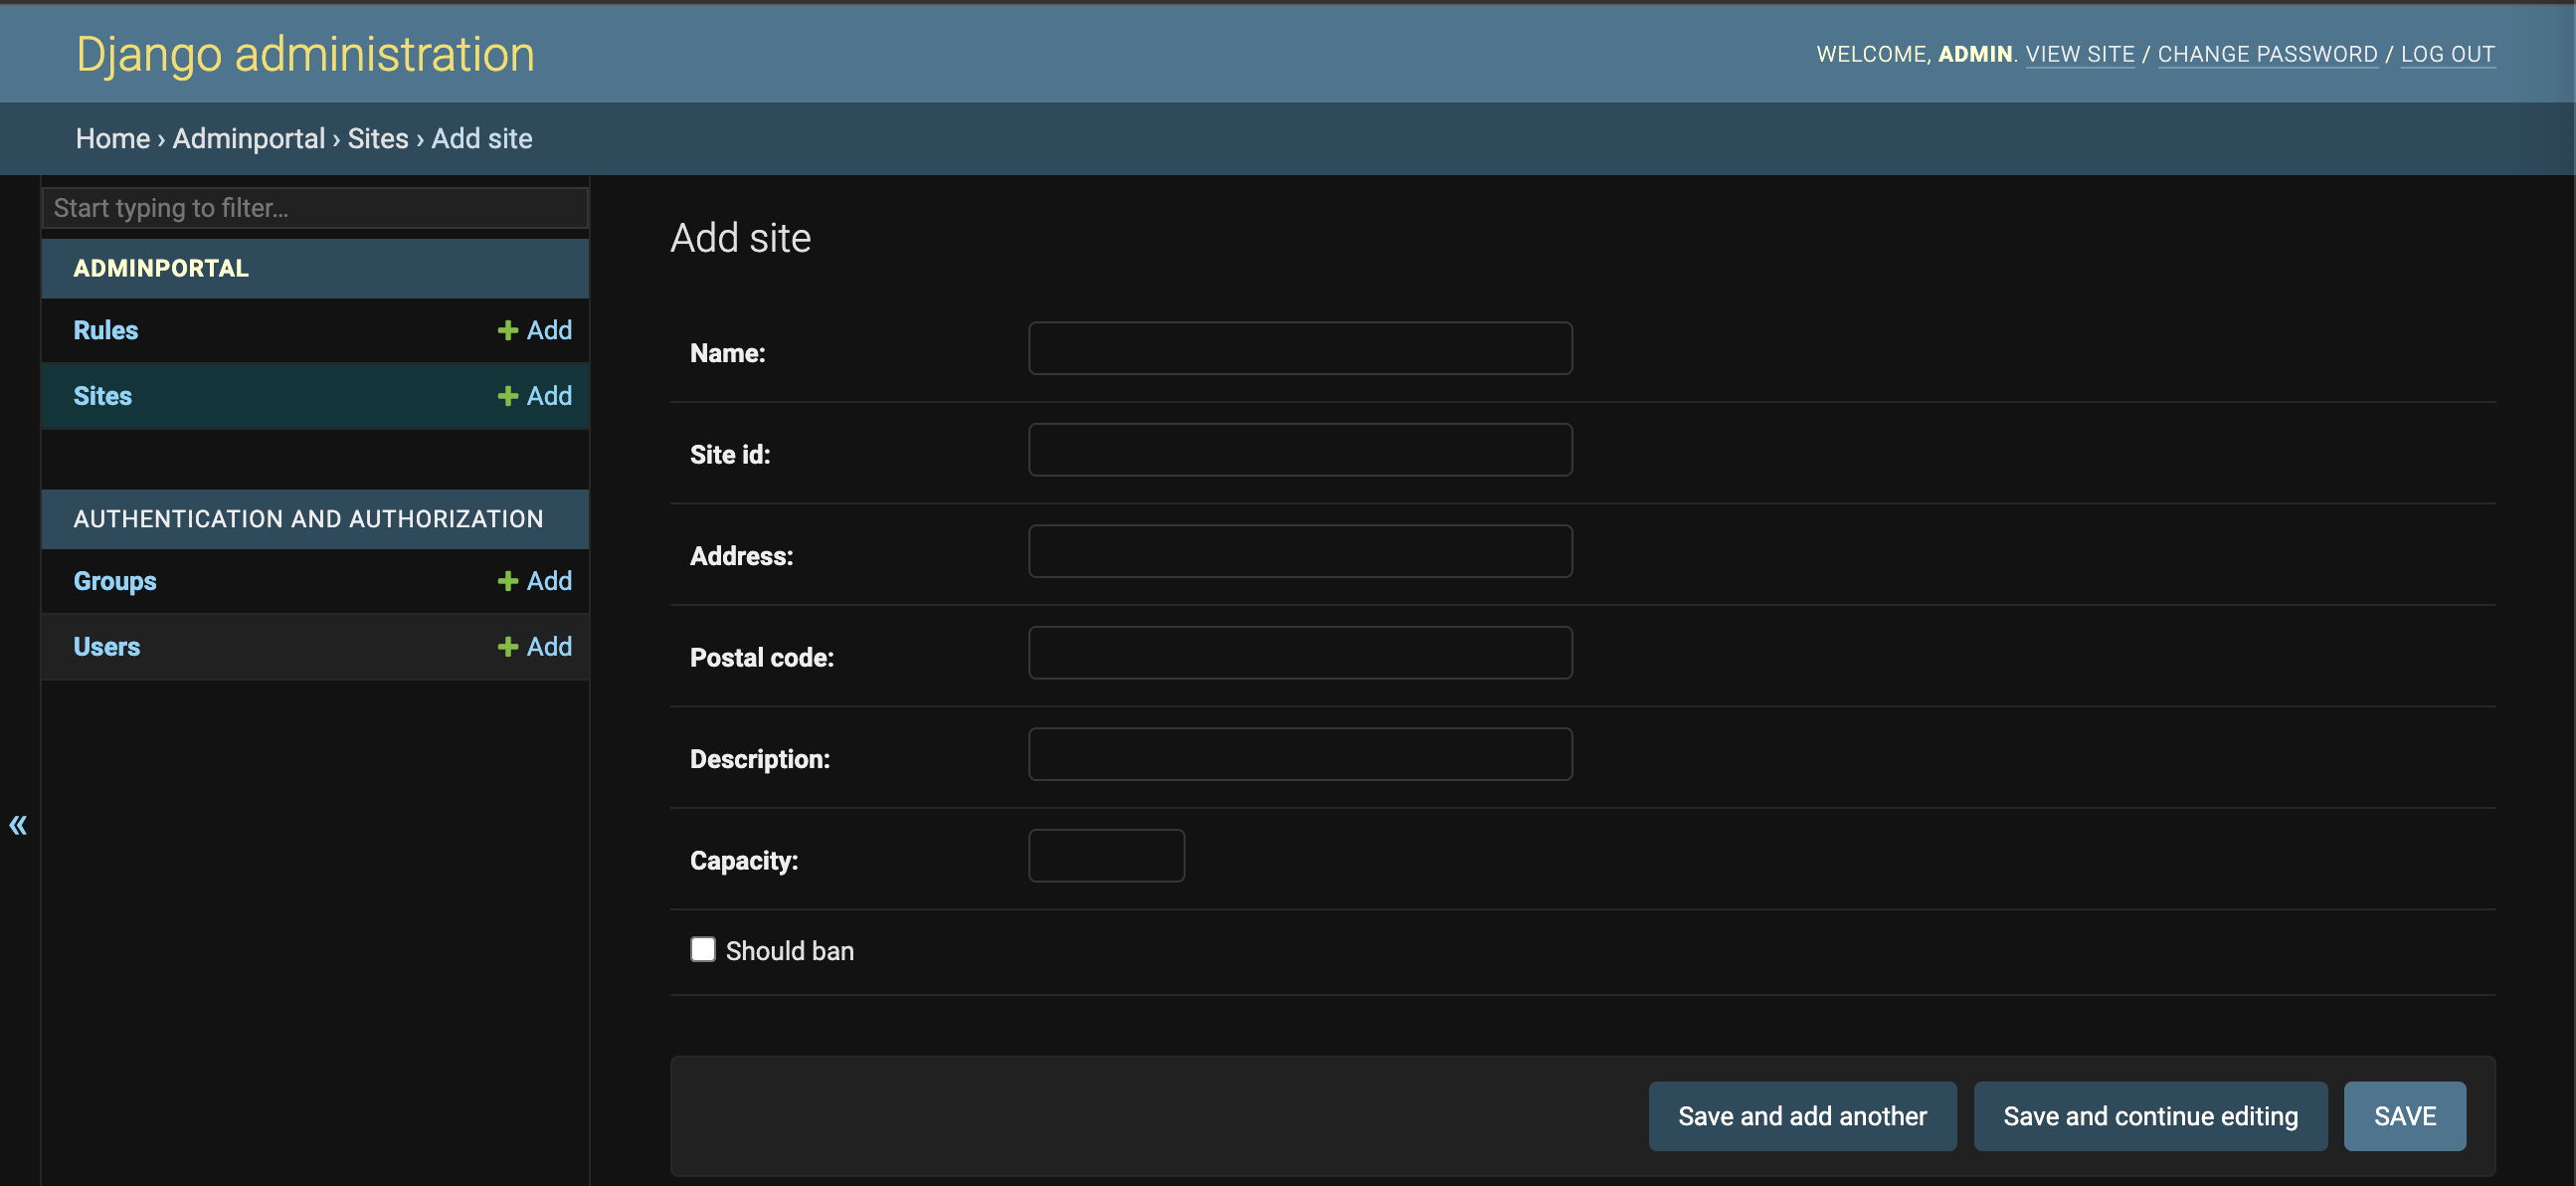 Django administration
WELCOME, ADMIN. VIEW SITE / CHANGE PASSWORD / LOG OUT
Home › Adminportal › Sites › Add site
Start typing to filter...
ADMINPORTAL
Rules + Add
Sites + Add
AUTHENTICATION AND AUTHORIZATION
Groups + Add
Users + Add
«
Add site
Name:
Site id:
Address:
Postal code:
Description:
Capacity:
Should ban
Save and add another
Save and continue editing
SAVE